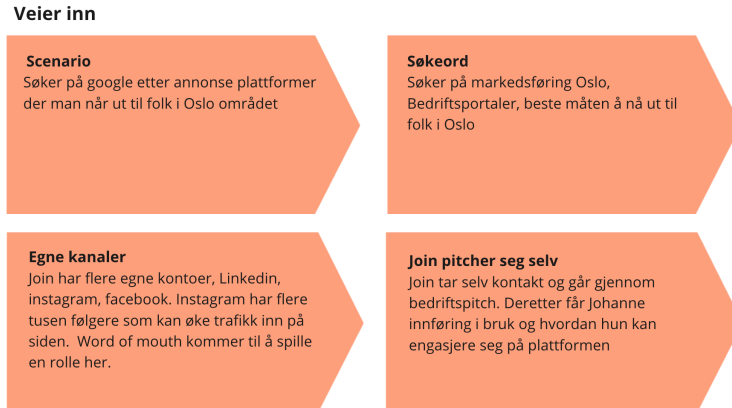 Veier inn
Scenario
Søker på google etter annonse plattformer
der man når ut til folk i Oslo området
Søkeord
Søker på markedsføring Oslo,
Bedriftsportaler, beste måten å nå ut til
folk i Oslo
Egne kanaler
Join har flere egne kontoer, Linkedin,
instagram, facebook. Instagram har flere
tusen følgere som kan øke trafikk inn på
siden.  Word of mouth kommer til å spille
en rolle her.
Join pitcher seg selv
Join tar selv kontakt og går gjennom
bedriftspitch. Deretter får Johanne
innføring i bruk og hvordan hun kan
engasjere seg på plattformen